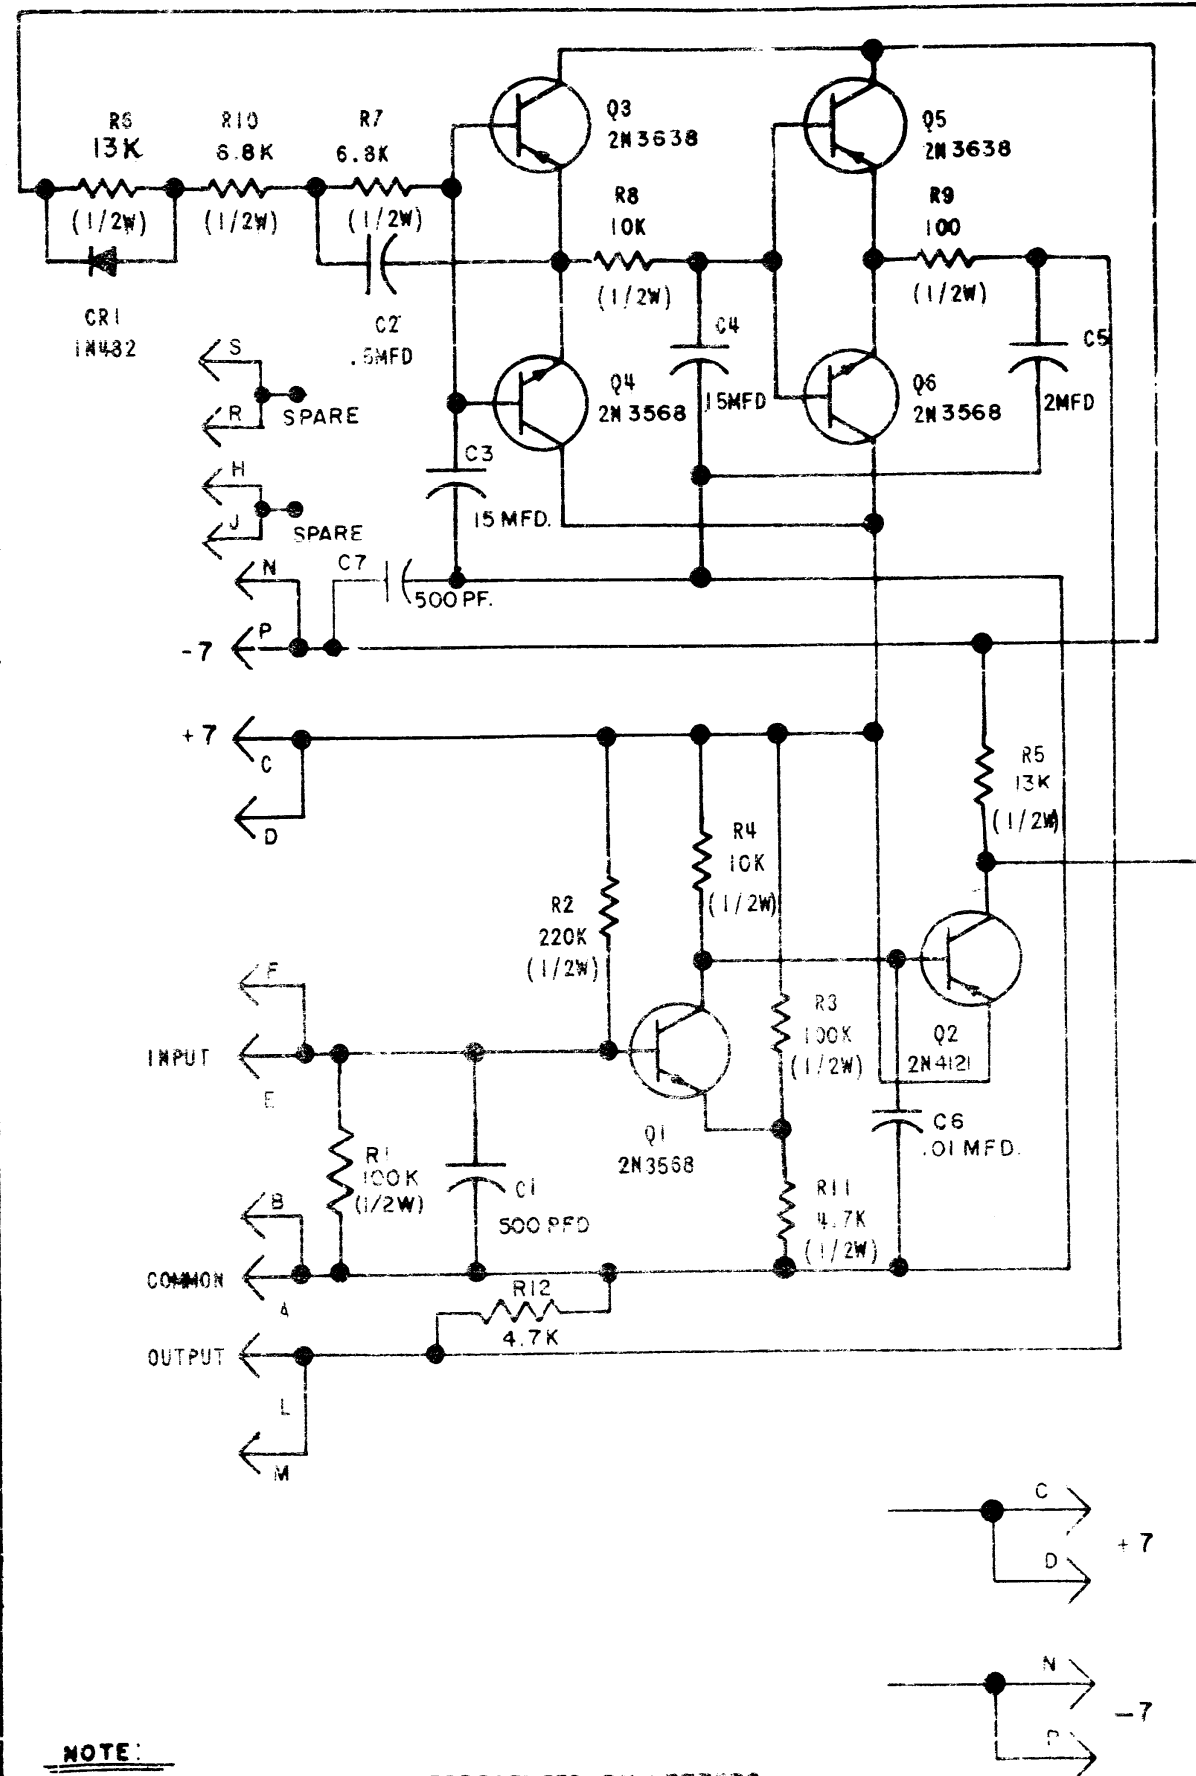 R6
13K
(1/2W)
R10
6.8K
(1/2W)
R7
6.8K
(1/2W)
CR1
1N482
C2
.5MFD
Q3
2N3638
Q5
2N3638
R8
10K
(1/2W)
R9
100
(1/2W)
C4
15MFD
C5
2MFD
Q4
2N3568
Q6
2N3568
C3
15 MFD.
S
R
SPARE
H
J
SPARE
N
C7
500 PF.
-7
P
+7
C
D
R5
13K
(1/2W)
R4
10K
(1/2W)
R2
220K
(1/2W)
F
INPUT
E
R3
100K
(1/2W)
Q2
2N4121
Q1
2N3568
C6
.01 MFD.
R1
100K
(1/2W)
C1
500 PFD
R11
4.7K
(1/2W)
B
COMMON
A
R12
4.7K
OUTPUT
L
M
C
D
+7
N
P
-7
NOTE: